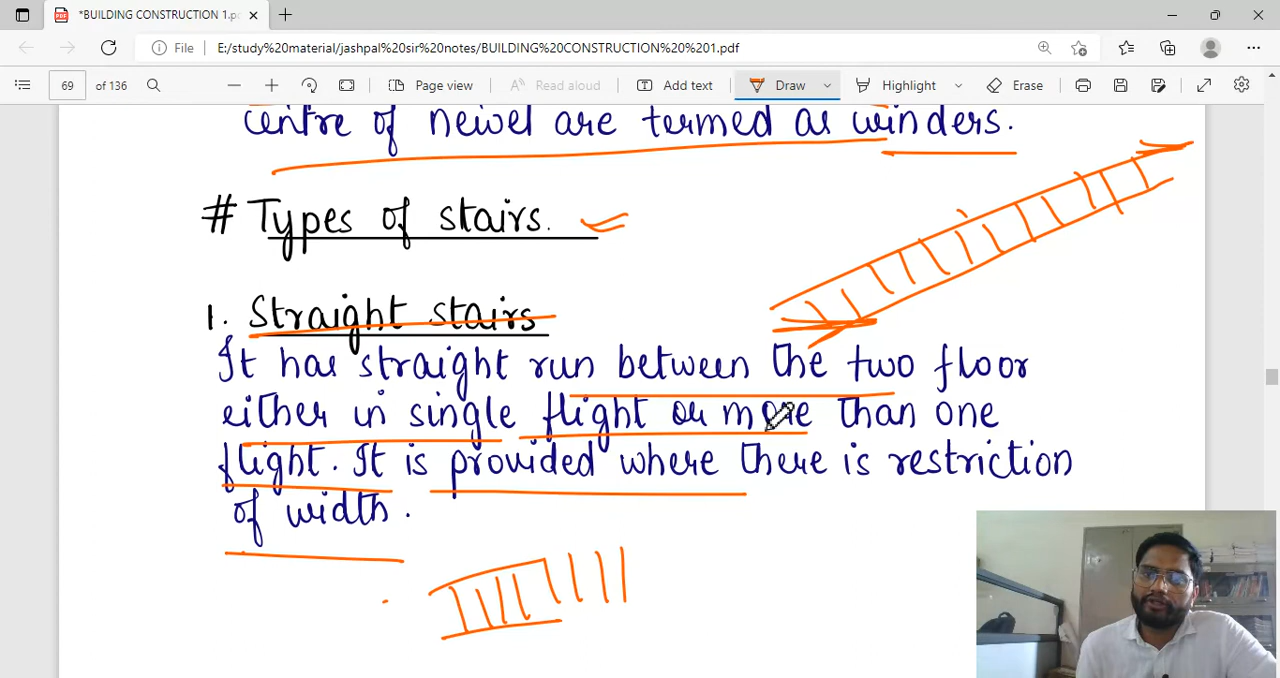 *BUILDING CONSTRUCTION 1.p
File
E:/study%20material/jashpal%20sir%20notes/BUILDING%20CONSTRUCTION%20%201.pdf
69 of 136
Page view
Read aloud
Add text
Draw
Highlight
Erase
centre of newel are termed as winders.
# Types of stairs.
1. Straight stairs
It has straight run between the two floor
either in single flight or more than one
flight. It is provided where there is restriction
of width.